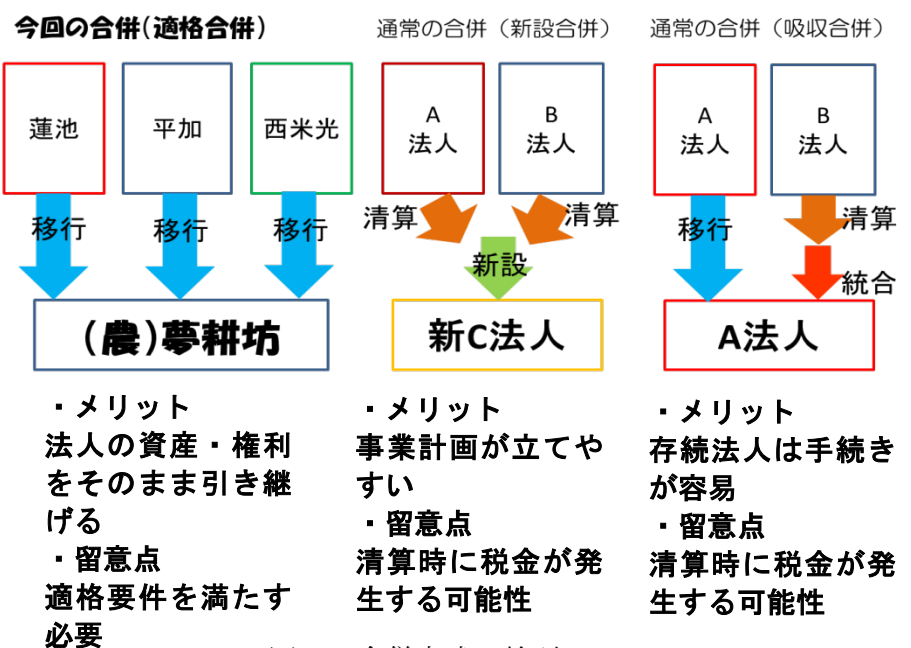 今回の合併(適格合併)
蓮池
平加
西米光
移行
移行
移行
(農)夢耕坊
・メリット
法人の資産・権利
をそのまま引き継
げる
・留意点
適格要件を満たす
必要
通常の合併（新設合併）
A
法人
B
法人
清算
清算
新設
新C法人
・メリット
事業計画が立てや
すい
・留意点
清算時に税金が発
生する可能性
通常の合併（吸収合併）
A
法人
B
法人
移行
清算
統合
A法人
・メリット
存続法人は手続き
が容易
・留意点
清算時に税金が発
生する可能性